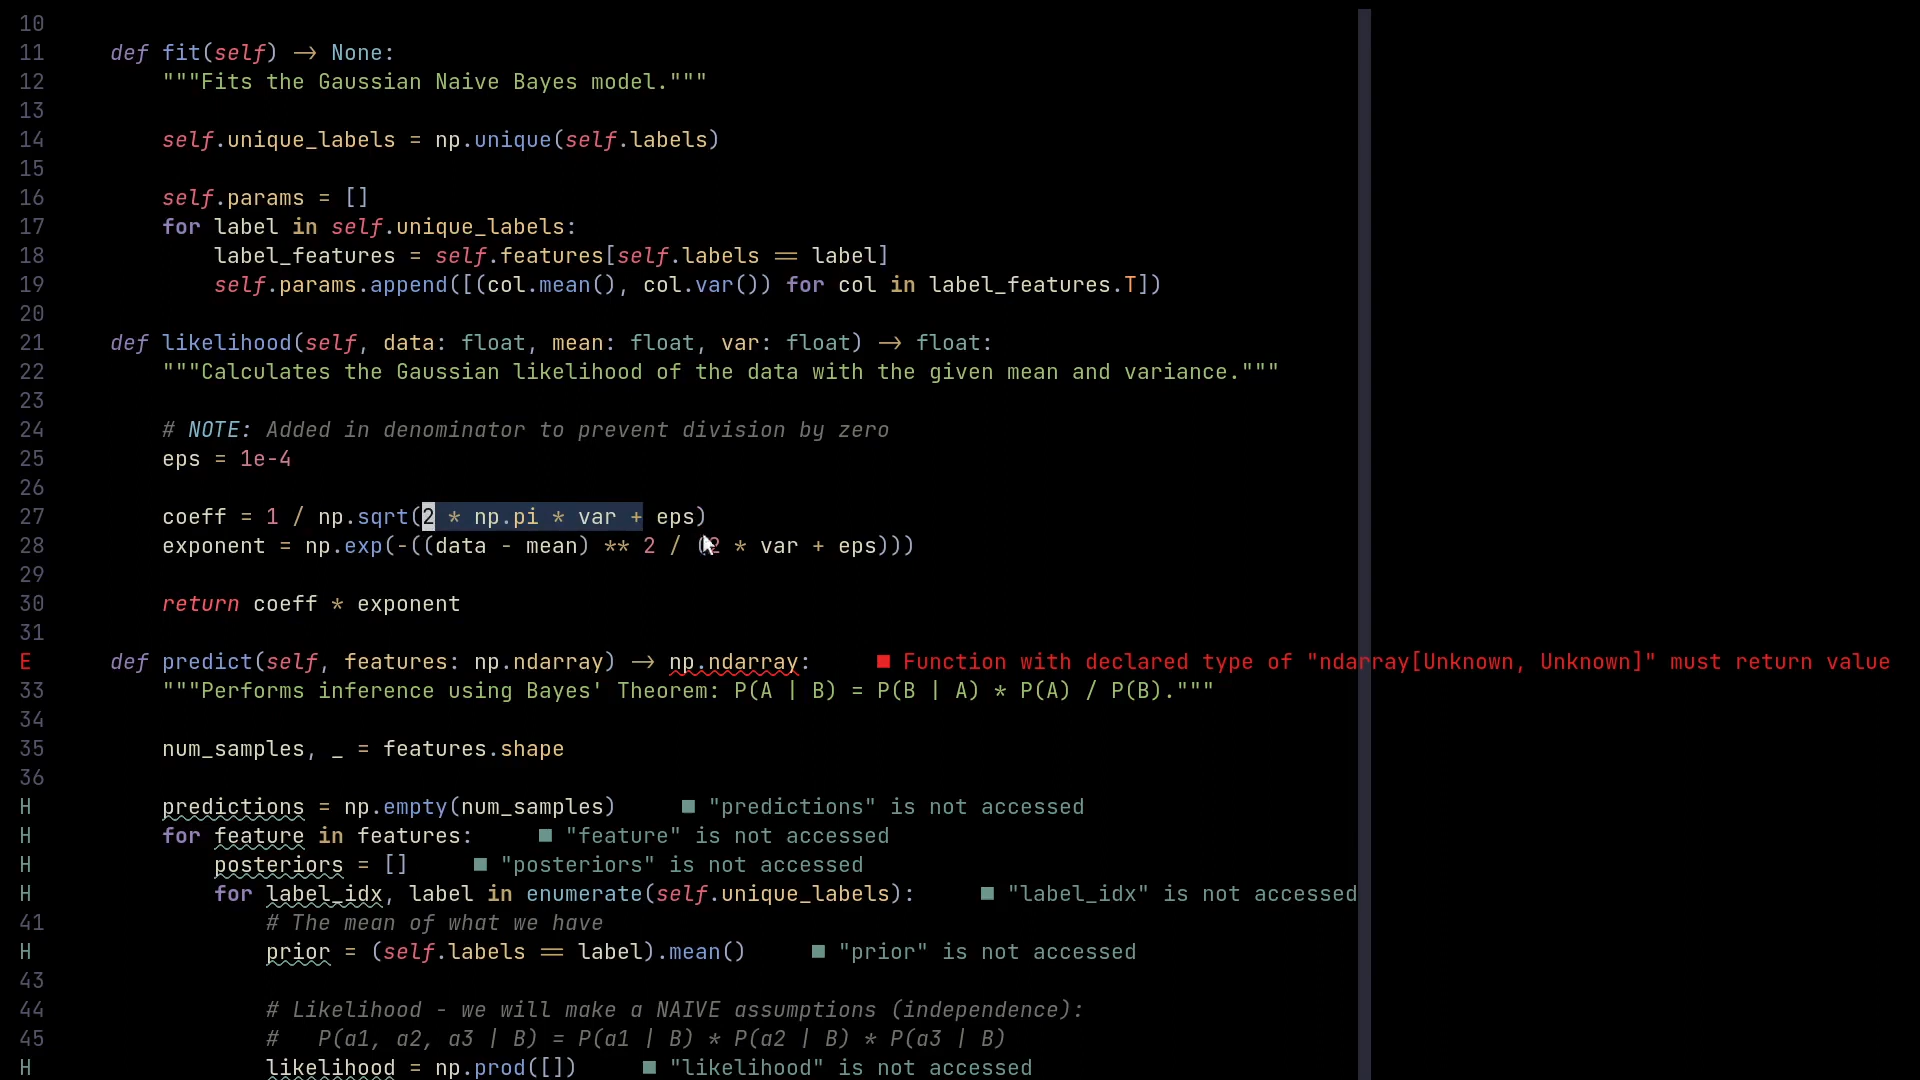 10
11 def fit(self) -> None:
12 """Fits the Gaussian Naive Bayes model."""
13
14 self.unique_labels = np.unique(self.labels)
15
16 self.params = []
17 for label in self.unique_labels:
18 label_features = self.features[self.labels == label]
19 self.params.append([(col.mean(), col.var()) for col in label_features.T])
20
21 def likelihood(self, data: float, mean: float, var: float) -> float:
22 """Calculates the Gaussian likelihood of the data with the given mean and variance."""
23
24 # NOTE: Added in denominator to prevent division by zero
25 eps = 1e-4
26
27 coeff = 1 / np.sqrt(2 * np.pi * var + eps)
28 exponent = np.exp(-((data - mean) ** 2 / (2 * var + eps)))
29
30 return coeff * exponent
31
E def predict(self, features: np.ndarray) -> np.ndarray: ■ Function with declared type of "ndarray[Unknown, Unknown]" must return value
33 """Performs inference using Bayes' Theorem: P(A | B) = P(B | A) * P(A) / P(B)."""
34
35 num_samples, _ = features.shape
36
H predictions = np.empty(num_samples) ■ "predictions" is not accessed
H for feature in features: ■ "feature" is not accessed
H posteriors = [] ■ "posteriors" is not accessed
H for label_idx, label in enumerate(self.unique_labels): ■ "label_idx" is not accessed
41 # The mean of what we have
H prior = (self.labels == label).mean() ■ "prior" is not accessed
43
44 # Likelihood - we will make a NAIVE assumptions (independence):
45 # P(a1, a2, a3 | B) = P(a1 | B) * P(a2 | B) * P(a3 | B)
H likelihood = np.prod([]) ■ "likelihood" is not accessed